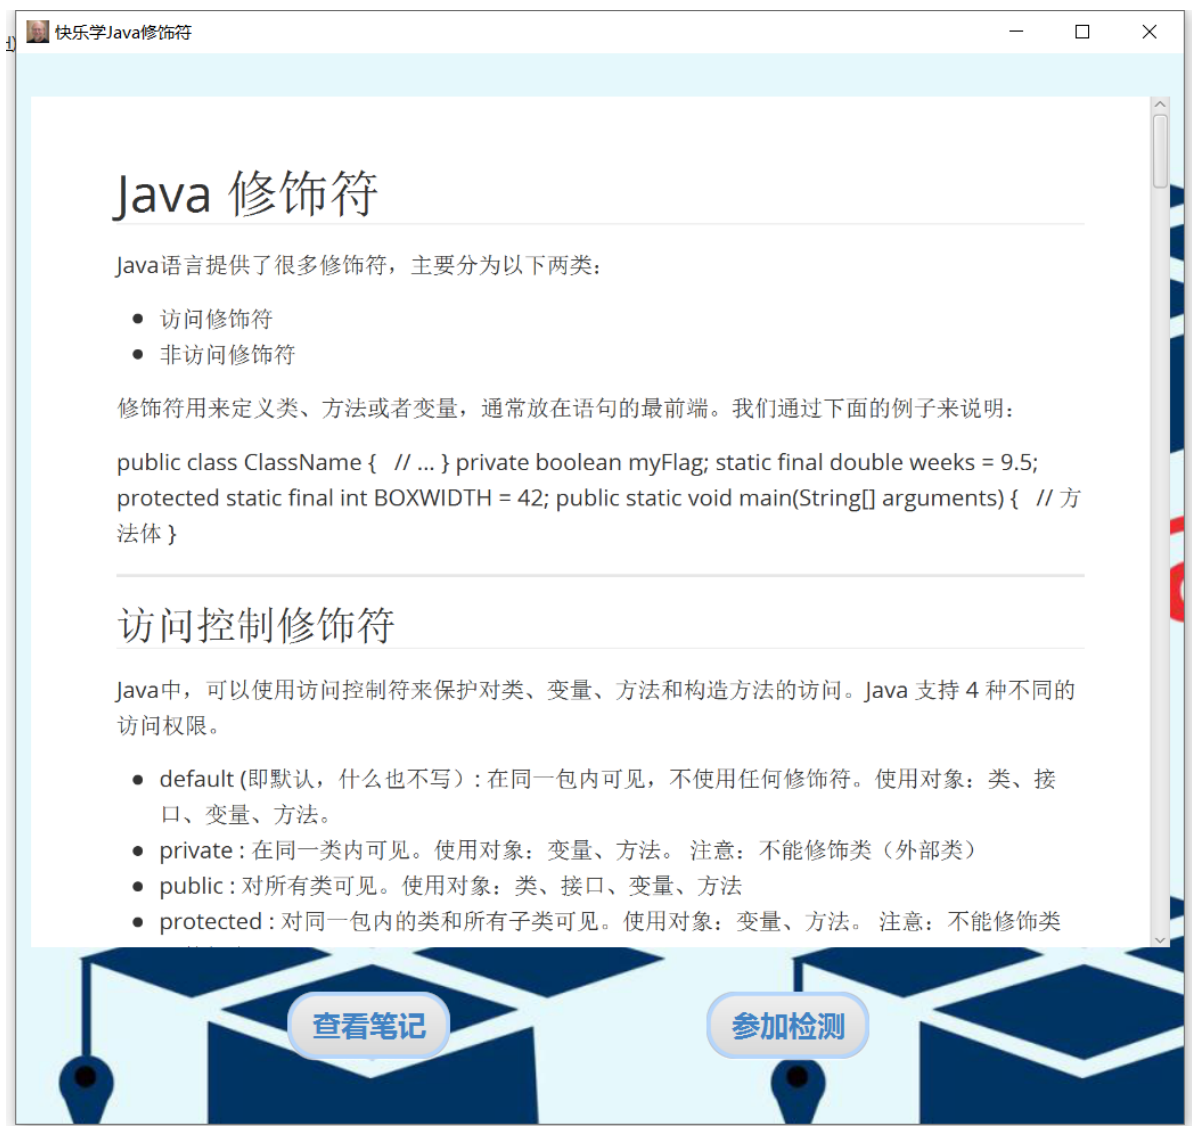 快乐学Java修饰符
Java 修饰符
Java语言提供了很多修饰符，主要分为以下两类：
访问修饰符
非访问修饰符
修饰符用来定义类、方法或者变量，通常放在语句的最前端。我们通过下面的例子来说明：
public class ClassName { // ... } private boolean myFlag; static final double weeks = 9.5;
protected static final int BOXWIDTH = 42; public static void main(String[] arguments) { // 方
法体 }
访问控制修饰符
Java中，可以使用访问控制符来保护对类、变量、方法和构造方法的访问。Java 支持 4 种不同的
访问权限。
default (即默认，什么也不写）: 在同一包内可见，不使用任何修饰符。使用对象：类、接
口、变量、方法。
private : 在同一类内可见。使用对象：变量、方法。 注意：不能修饰类（外部类）
public : 对所有类可见。使用对象：类、接口、变量、方法
protected : 对同一包内的类和所有子类可见。使用对象：变量、方法。 注意：不能修饰类
查看笔记
参加检测